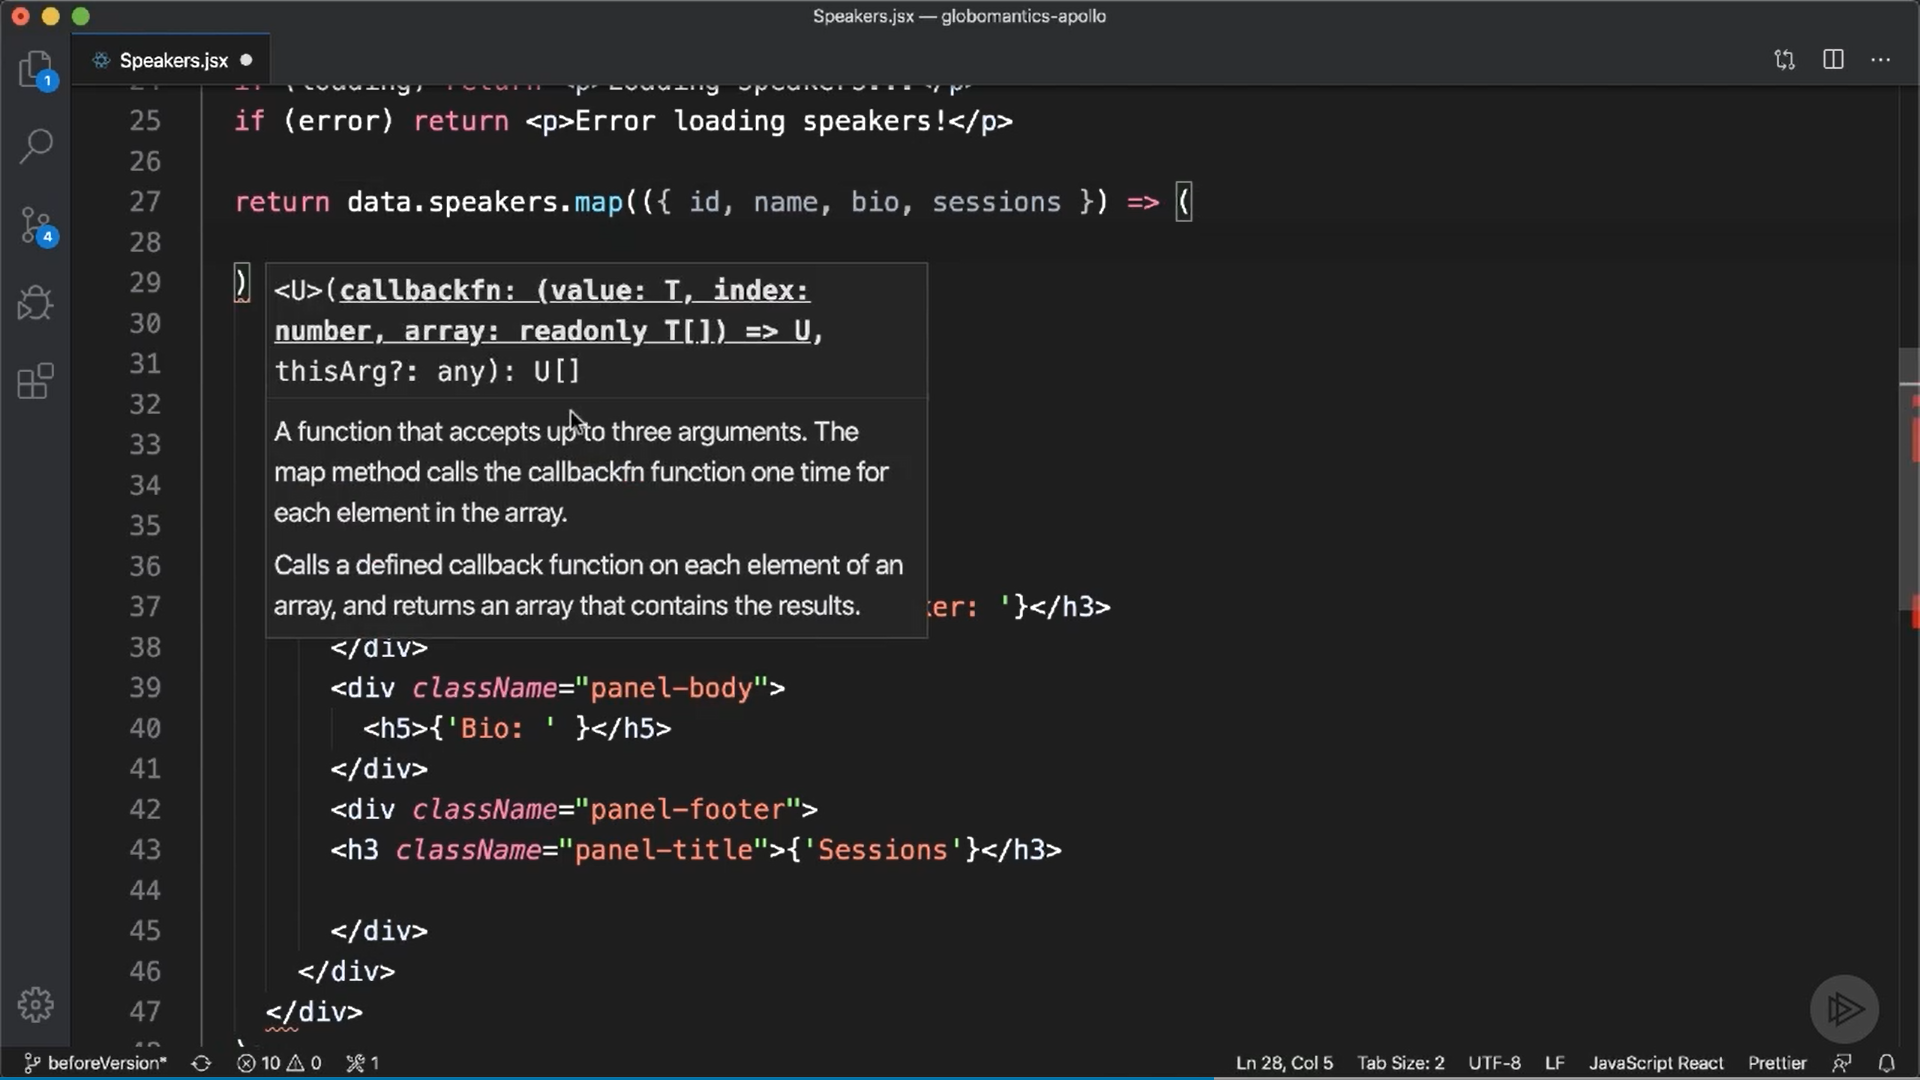 Speakers.jsx — globomantics-apollo
1
Speakers.jsx
25 if (error) return <p>Error loading speakers!</p>
26
27 return data.speakers.map(({ id, name, bio, sessions }) => (
4
28
29 )
<U>(callbackfn: (value: T, index:
30 number, array: readonly T[]) => U,
31 thisArg?: any): U[]
32
33 A function that accepts up to three arguments. The
34 map method calls the callbackfn function one time for
35 each element in the array.
36 Calls a defined callback function on each element of an
37 array, and returns an array that contains the results. ker: '}</h3>
38 </div>
39 <div className="panel-body">
40 <h5>{'Bio: ' }</h5>
41 </div>
42 <div className="panel-footer">
43 <h3 className="panel-title">{'Sessions'}</h3>
44
45 </div>
46 </div>
47 </div>
beforeVersion* 10 0 1 Ln 28, Col 5 Tab Size: 2 UTF-8 LF JavaScript React Prettier